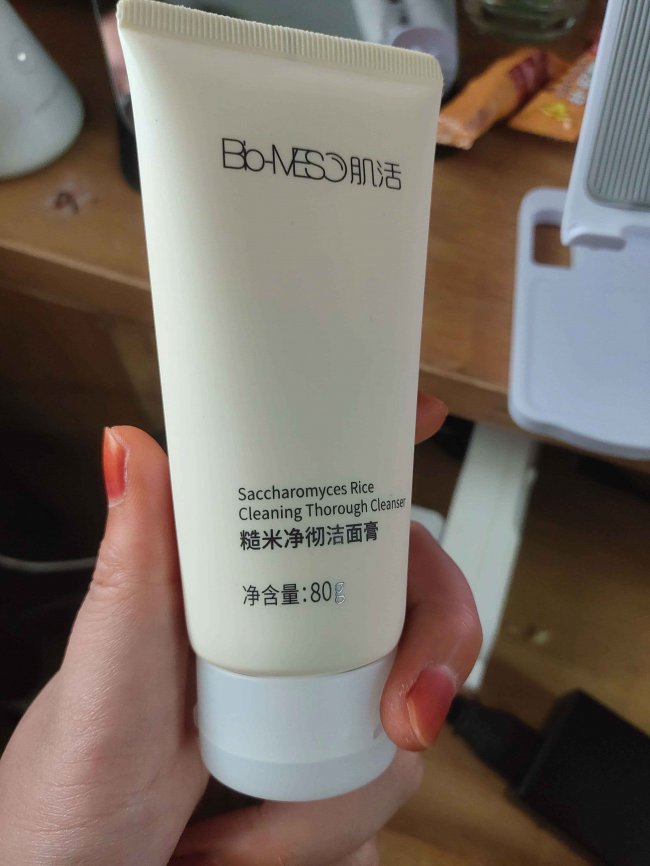 Bio-MESO肌活
Saccharomyces Rice
Cleaning Thorough Cleanser
糙米净彻洁面膏
净含量:80g